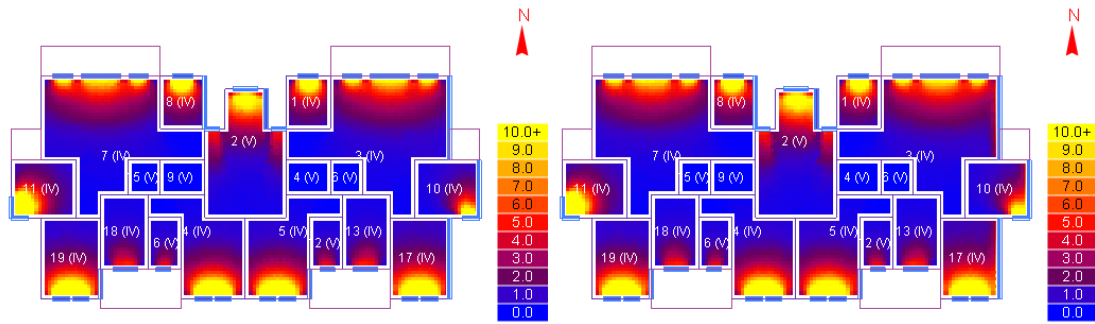 N
8 (IV)
1 (IV)
2 (V)
7 (IV)
3 (IV)
15 (V)
9 (V)
4 (V)
6 (V)
11 (IV)
10 (IV)
18 (IV)
6 (V)
4 (IV)
5 (IV)
2 (V)
13 (IV)
19 (IV)
17 (IV)
10.0+
9.0
8.0
7.0
6.0
5.0
4.0
3.0
2.0
1.0
0.0
N
8 (IV)
1 (IV)
2 (V)
7 (IV)
3 (IV)
15 (V)
9 (V)
4 (V)
6 (V)
11 (IV)
10 (IV)
18 (IV)
6 (V)
4 (IV)
5 (IV)
2 (V)
13 (IV)
19 (IV)
17 (IV)
10.0+
9.0
8.0
7.0
6.0
5.0
4.0
3.0
2.0
1.0
0.0